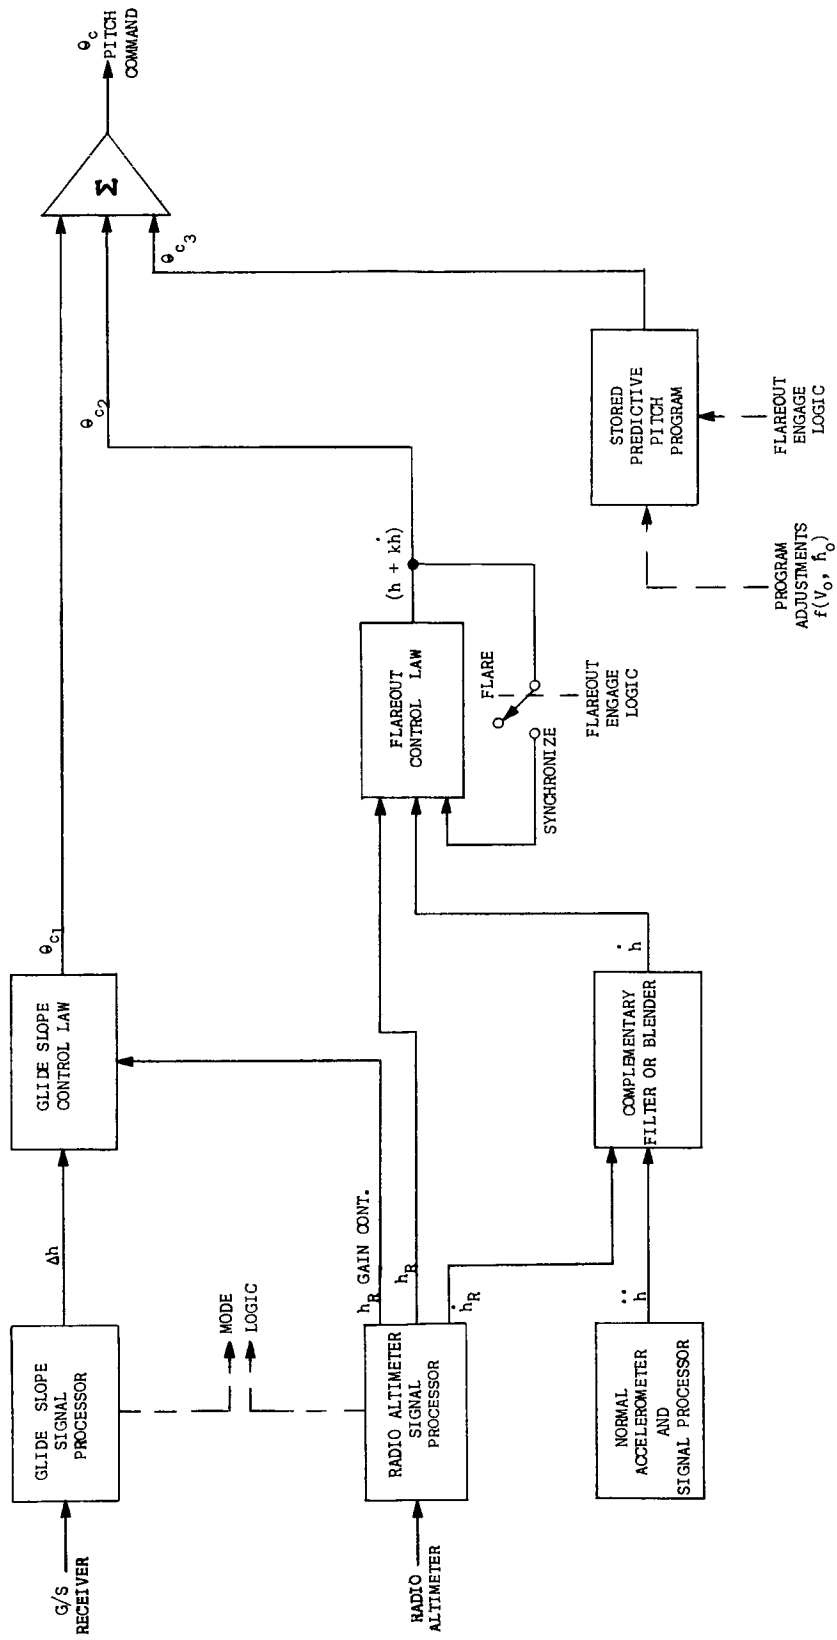 G/S
RECEIVER
GLIDE SLOPE
SIGNAL
PROCESSOR
Δh
GLIDE SLOPE
CONTROL LAW
θc1
Σ
θc
PITCH
COMMAND
MODE
LOGIC
RADIO
ALTIMETER
RADIO ALTIMETER
SIGNAL
PROCESSOR
hR GAIN CONT.
hR
ḣR
NORMAL
ACCELEROMETER
AND
SIGNAL PROCESSOR
ḧ
COMPLEMENTARY
FILTER OR BLENDER
ḣ
FLAREOUT
CONTROL LAW
(h + kḣ)
θc2
SYNCHRONIZE
FLARE
FLAREOUT
ENGAGE
LOGIC
STORED
PREDICTIVE
PITCH
PROGRAM
θc3
PROGRAM
ADJUSTMENTS
f(Vo, ḣo)
FLAREOUT
ENGAGE
LOGIC